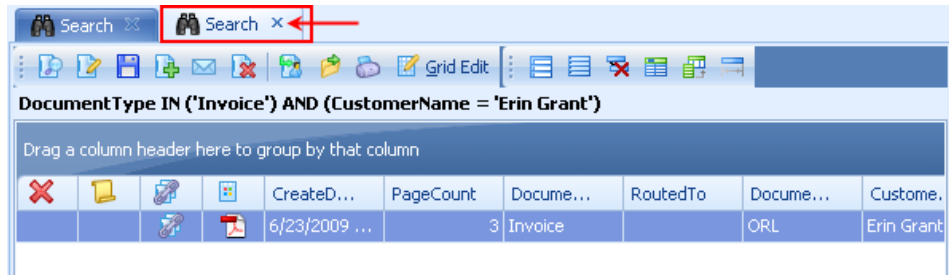 Search Search
Grid Edit
DocumentType IN ('Invoice') AND (CustomerName = 'Erin Grant')
Drag a column header here to group by that column
CreateD... PageCount Docume... RoutedTo Docume... Custome.
6/23/2009 ... 3 Invoice ORL Erin Grant